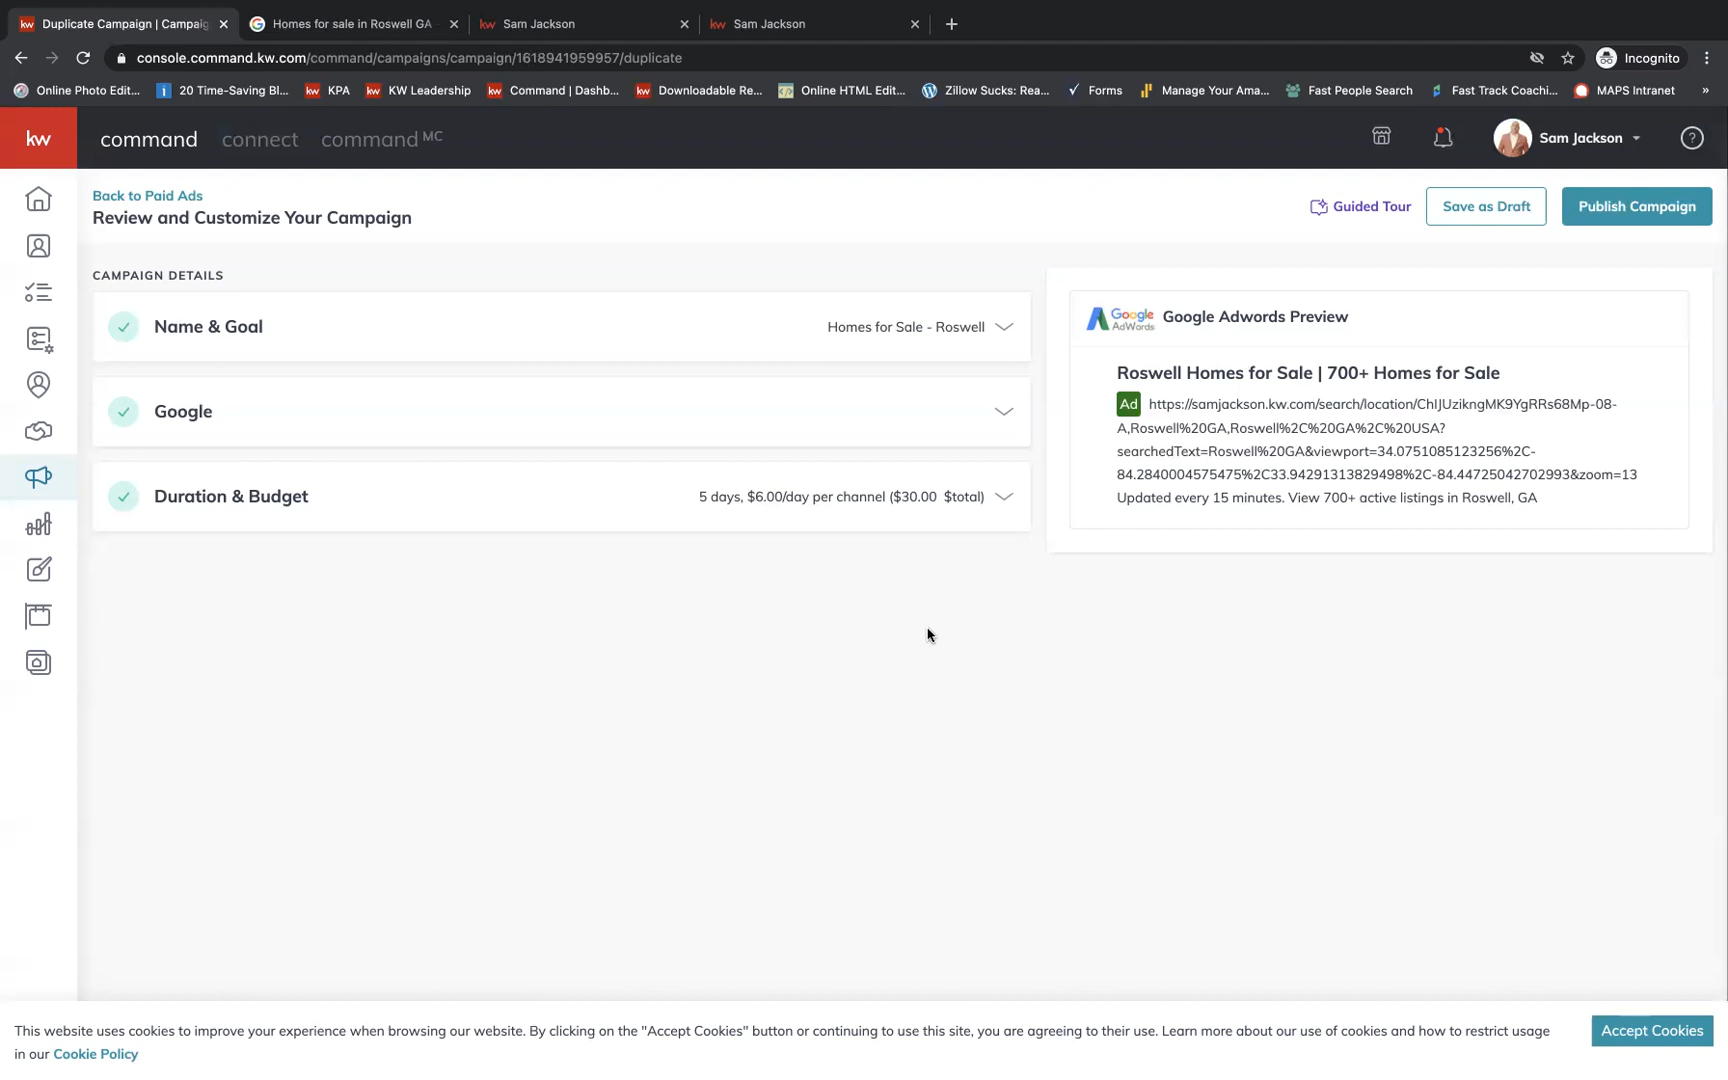 Duplicate Campaign | Campaig
Homes for sale in Roswell GA
kw Sam Jackson
kw Sam Jackson
console.command.kw.com/command/campaigns/campaign/1618941959957/duplicate
Incognito
Online Photo Edit...
20 Time-Saving Bl...
KPA
KW Leadership
Command | Dashb...
Downloadable Re...
Online HTML Edit...
Zillow Sucks: Rea...
Forms
Manage Your Ama...
Fast People Search
Fast Track Coachi...
MAPS Intranet
»
kw
command
connect
command MC
Sam Jackson
Back to Paid Ads
Review and Customize Your Campaign
Guided Tour
Save as Draft
Publish Campaign
CAMPAIGN DETAILS
Name & Goal
Homes for Sale - Roswell
Google
Duration & Budget
5 days, $6.00/day per channel ($30.00 $total)
Google AdWords
Google Adwords Preview
Roswell Homes for Sale | 700+ Homes for Sale
Ad https://samjackson.kw.com/search/location/ChIJUzikngMK9YgRRs68Mp-08-
A,Roswell%20GA,Roswell%2C%20GA%2C%20USA?
searchedText=Roswell%20GA&viewport=34.0751085123256%2C-
84.2840004575475%2C33.94291313829498%2C-84.44725042702993&zoom=13
Updated every 15 minutes. View 700+ active listings in Roswell, GA
This website uses cookies to improve your experience when browsing our website. By clicking on the "Accept Cookies" button or continuing to use this site, you are agreeing to their use. Learn more about our use of cookies and how to restrict usage
in our Cookie Policy
Accept Cookies